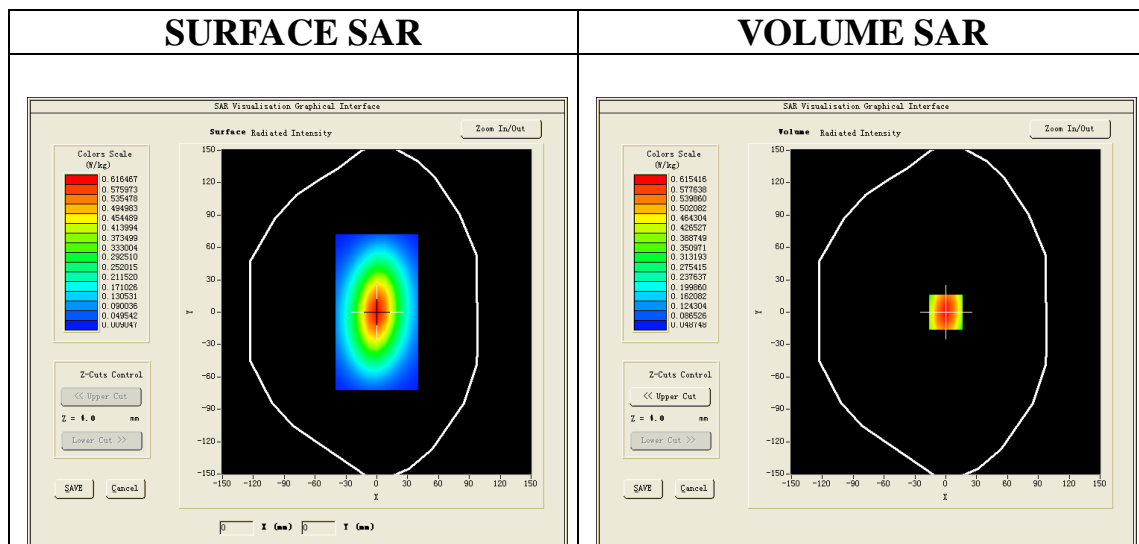 SURFACE SAR
VOLUME SAR
SAR Visualisation Graphical Interface
Surface Radiated Intensity
Zoom In/Out
Colors Scale
(W/kg)
0.616467
0.575973
0.535478
0.494983
0.454489
0.413994
0.373499
0.333004
0.292510
0.252015
0.211520
0.171026
0.130531
0.090036
0.049542
0.009047
150
120
90
60
30
0
-30
-60
-90
-120
-150
Y
-150 -120 -90 -60 -30 0 30 60 90 120 150
X
Z-Cuts Control
<< Upper Cut
Z = 4.0 mm
Lower Cut >>
SAVE
Cancel
0 X (mm) 0 Y (mm)
SAR Visualisation Graphical Interface
Volume Radiated Intensity
Zoom In/Out
Colors Scale
(W/kg)
0.615416
0.577638
0.539860
0.502082
0.464304
0.426527
0.388749
0.350971
0.313193
0.275415
0.237637
0.199860
0.162082
0.124304
0.086526
0.048748
150
120
90
60
30
0
-30
-60
-90
-120
-150
Y
-150 -120 -90 -60 -30 0 30 60 90 120 150
X
Z-Cuts Control
<< Upper Cut
Z = 4.0 mm
Lower Cut >>
SAVE
Cancel